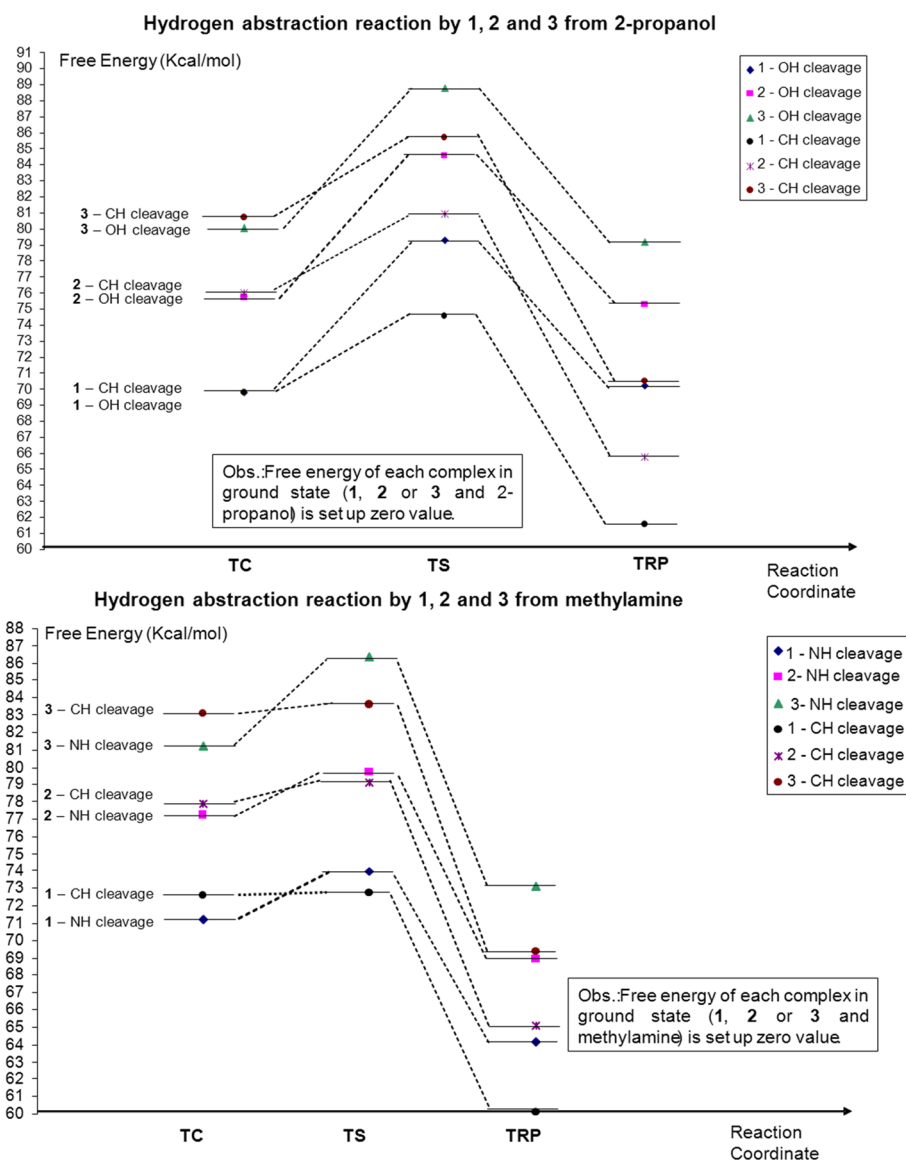 Hydrogen abstraction reaction by 1, 2 and 3 from 2-propanol
Free Energy (Kcal/mol)
91
90
89
88
87
86
85
84
83
82
81
80
79
78
77
76
75
74
73
72
71
70
69
68
67
66
65
64
63
62
61
60
3 – CH cleavage
3 – OH cleavage
2 – CH cleavage
2 – OH cleavage
1 – CH cleavage
1 – OH cleavage
1 - OH cleavage
2 - OH cleavage
3 - OH cleavage
1 - CH cleavage
2 - CH cleavage
3 - CH cleavage
Obs.:Free energy of each complex in
ground state (1, 2 or 3 and 2-
propanol) is set up zero value.
TC
TS
TRP
Reaction
Coordinate
Hydrogen abstraction reaction by 1, 2 and 3 from methylamine
Free Energy (Kcal/mol)
88
87
86
85
84
83
82
81
80
79
78
77
76
75
74
73
72
71
70
69
68
67
66
65
64
63
62
61
60
3 – CH cleavage
3 – NH cleavage
2 – CH cleavage
2 – NH cleavage
1 – CH cleavage
1 – NH cleavage
1 - NH cleavage
2- NH cleavage
3- NH cleavage
1 - CH cleavage
2 - CH cleavage
3 - CH cleavage
Obs.:Free energy of each complex in
ground state (1, 2 or 3 and
methylamine) is set up zero value.
TC
TS
TRP
Reaction
Coordinate